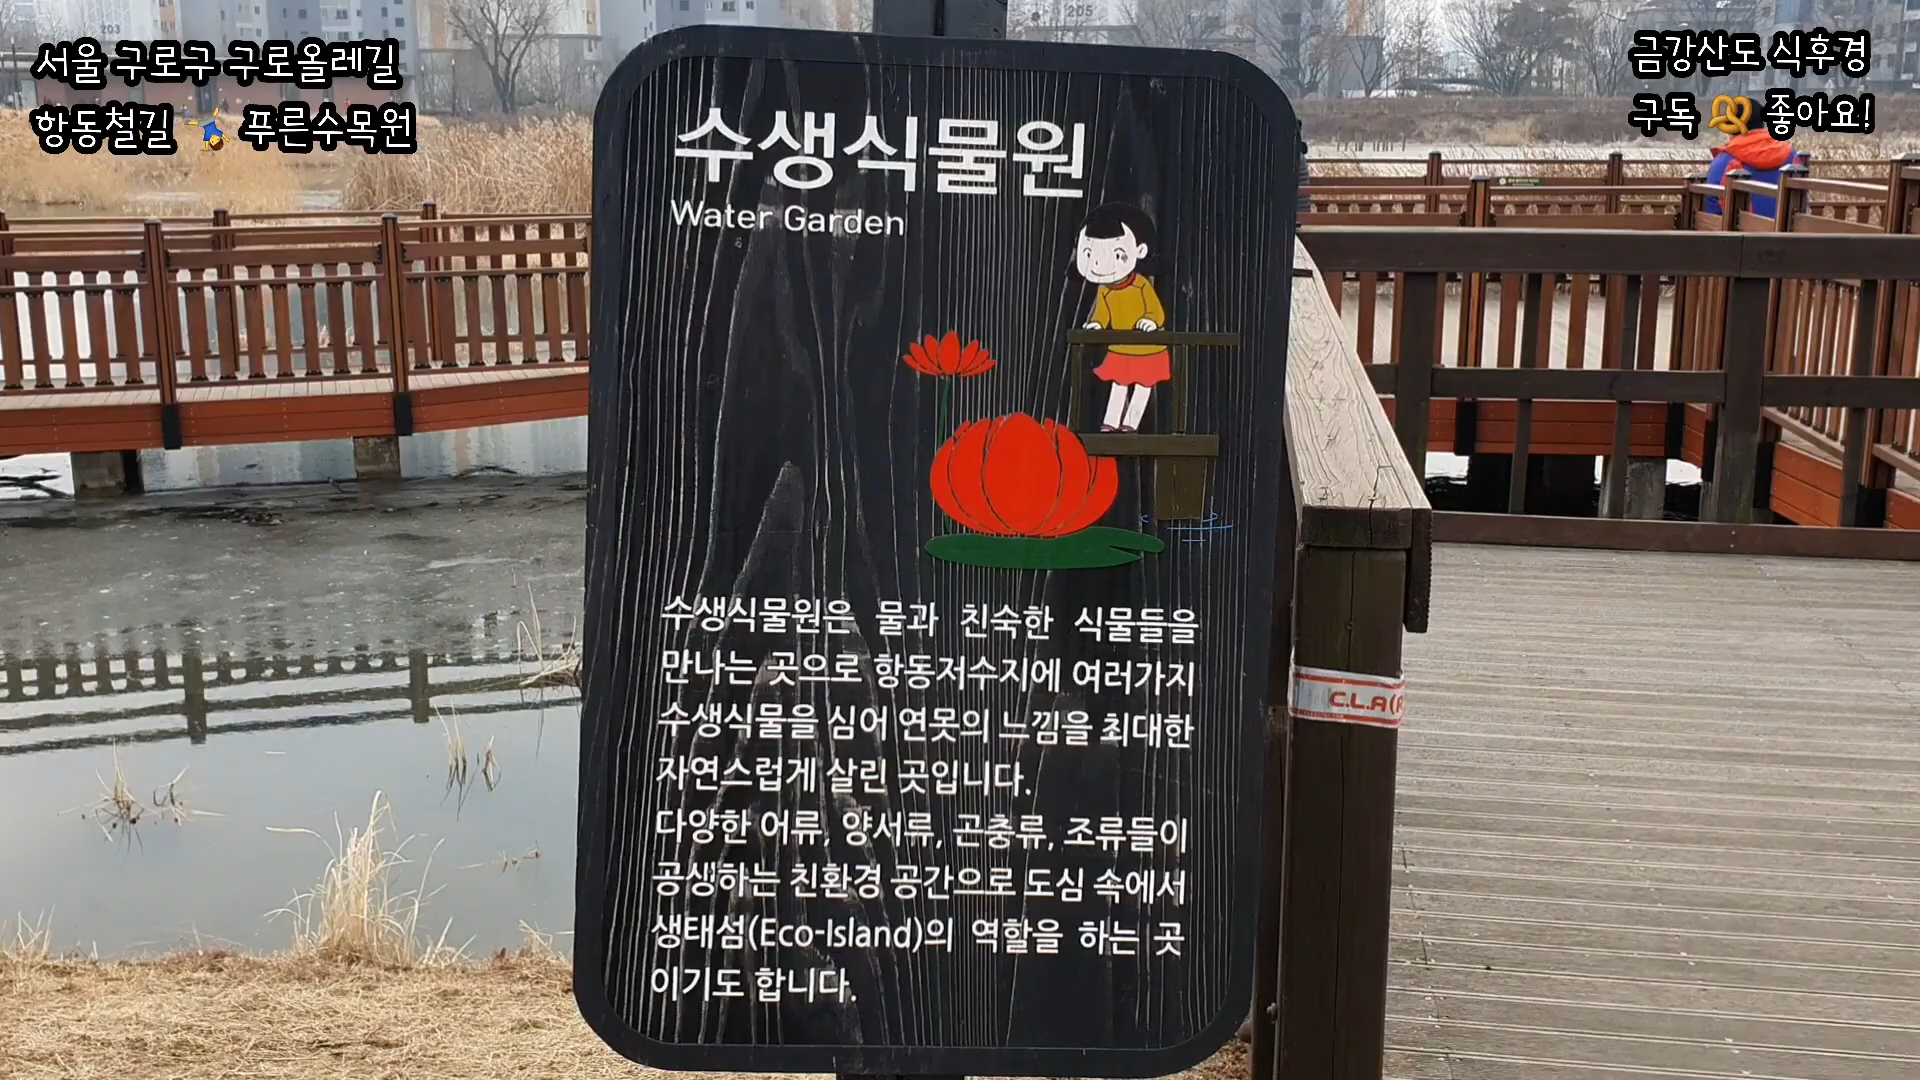 서울 구로구 구로올레길
항동철길 🤸 푸른수목원
금강산도 식후경
구독 🥨 좋아요!
203
205
수생식물원
Water Garden
수생식물원은 물과 친숙한 식물들을
만나는 곳으로 항동저수지에 여러가지
수생식물을 심어 연못의 느낌을 최대한
자연스럽게 살린 곳입니다.
다양한 어류, 양서류, 곤충류, 조류들이
공생하는 친환경 공간으로 도심 속에서
생태섬(Eco-Island)의 역할을 하는 곳
이기도 합니다.
C.L.A